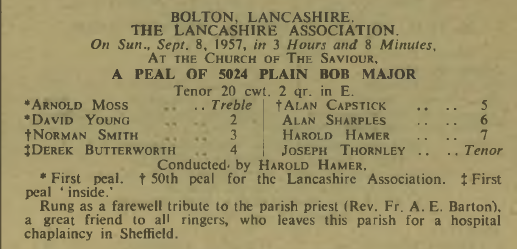 BOLTON, LANCASHIRE.
THE LANCASHIRE ASSOCIATION.
On Sun., Sept. 8, 1957, in 3 Hours and 8 Minutes,
AT THE CHURCH OF THE SAVIOUR,
A PEAL OF 5024 PLAIN BOB MAJOR
Tenor 20 cwt. 2 qr. in E.
*ARNOLD MOSS .. .. Treble
*DAVID YOUNG .. .. 2
†NORMAN SMITH .. .. 3
‡DEREK BUTTERWORTH .. 4
†ALAN CAPSTICK .. .. 5
ALAN SHARPLES .. .. 6
HAROLD HAMER .. .. 7
JOSEPH THORNLEY .. .. Tenor
Conducted by HAROLD HAMER.
* First peal. † 50th peal for the Lancashire Association. ‡ First
peal ' inside.'
Rung as a farewell tribute to the parish priest (Rev. Fr. A. E. Barton),
a great friend to all ringers, who leaves this parish for a hospital
chaplaincy in Sheffield.